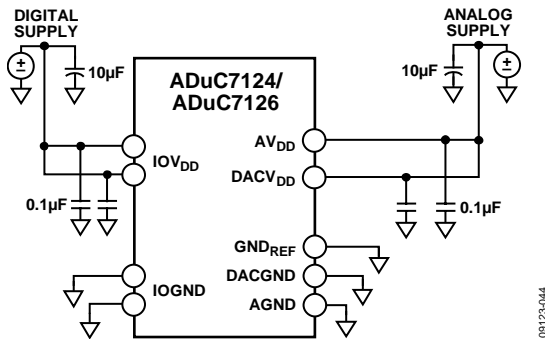 DIGITAL
SUPPLY
ANALOG
SUPPLY
10µF
10µF
ADuC7124/
ADuC7126
AVDD
IOVDD
DACVDD
0.1µF
0.1µF
GNDREF
DACGND
IOGND
AGND
09123-044